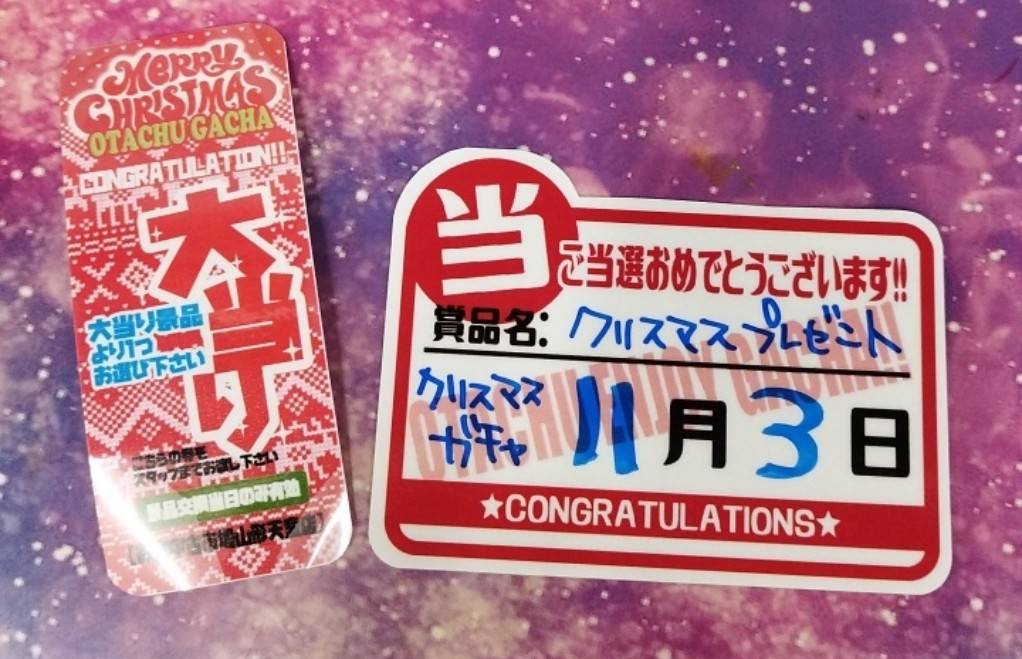 MERRY
CHRISTMAS
OTACHU GACHA
CONGRATULATION!!
大当り
大当り景品
より1つ
お選び下さい
こちらの券を
スタッフまでお渡し下さい
景品交換当日のみ有効
当
ご当選おめでとうございます!!
賞品名: クリスマスプレゼント
クリスマス
ガチャ
11月3日
OTACHU ENJOY GACHA!!
★CONGRATULATIONS★